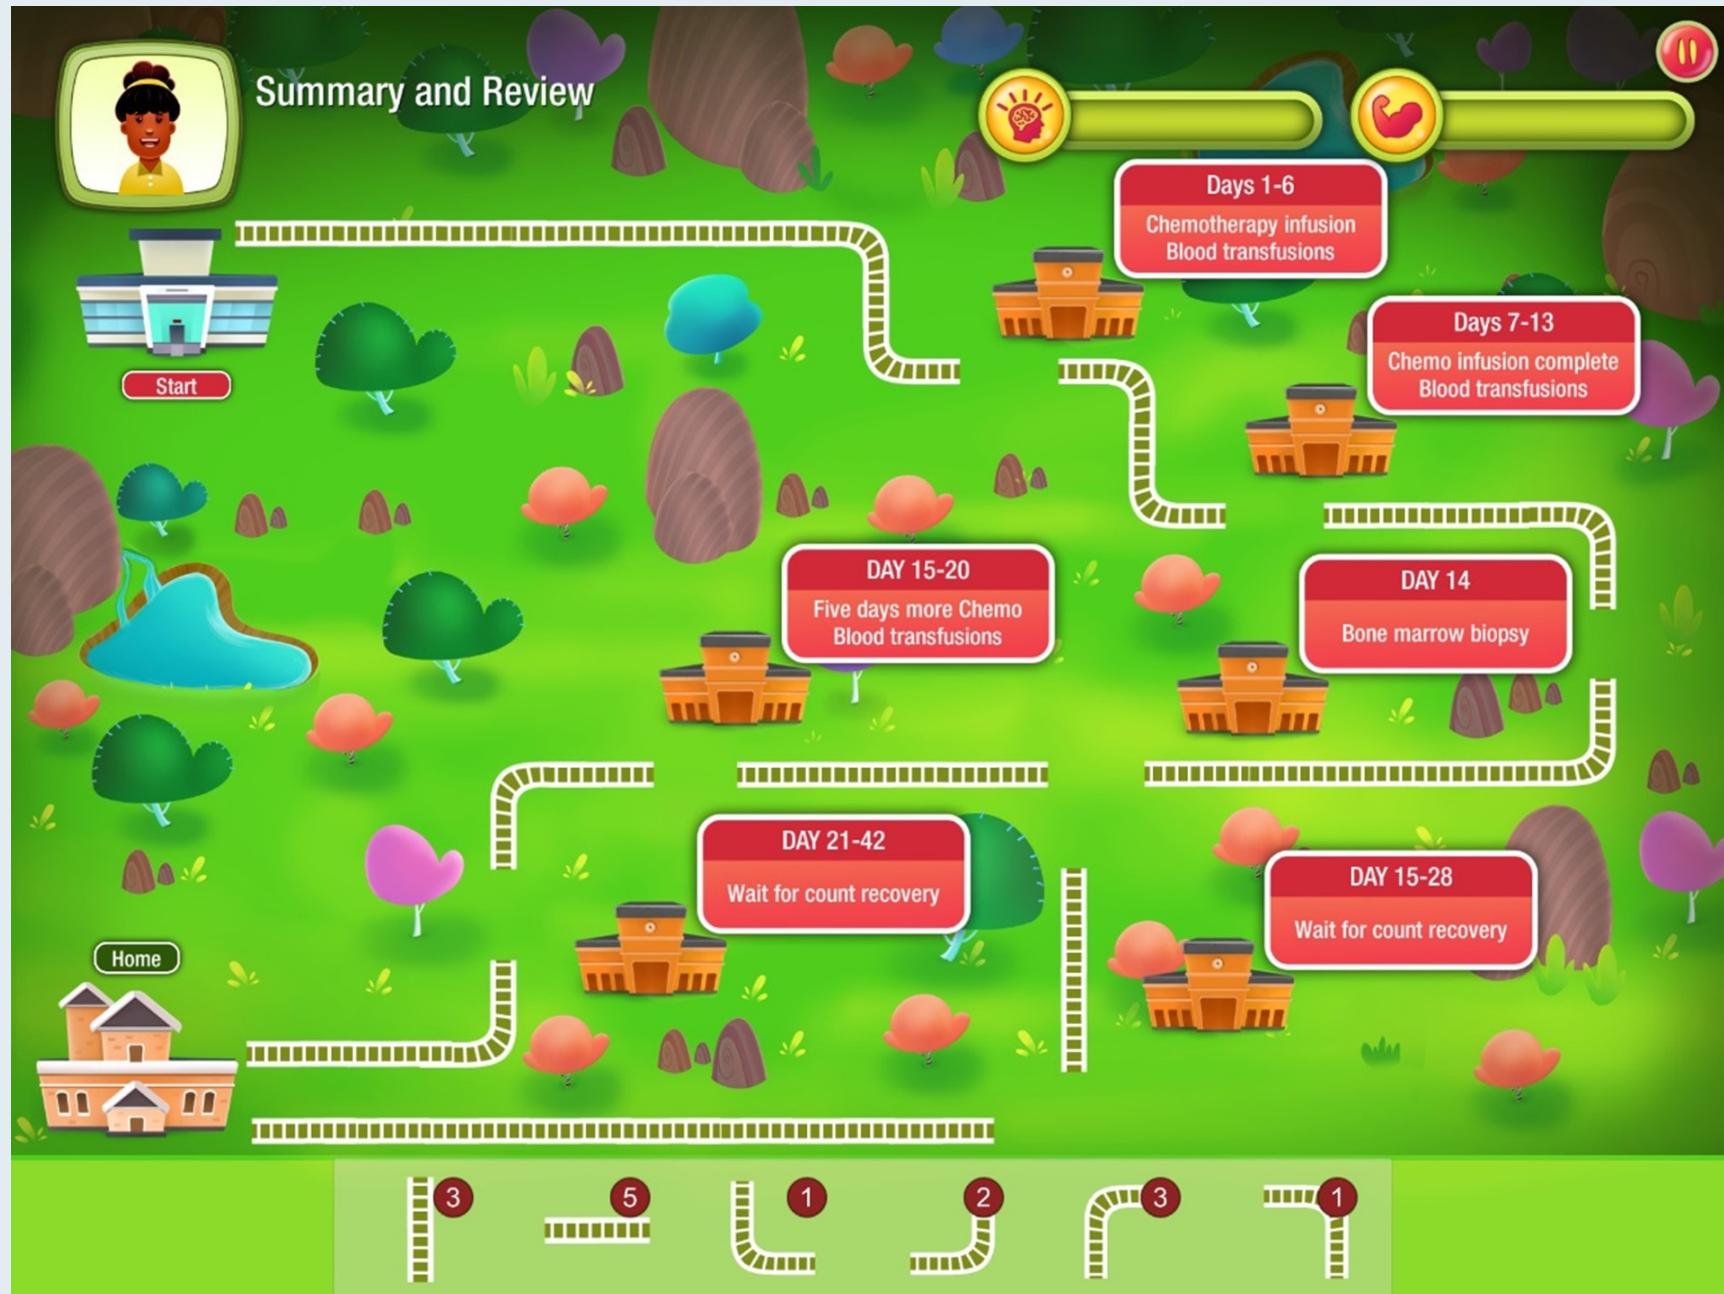 Summary and Review
Days 1-6
Chemotherapy infusion
Blood transfusions
Start
Days 7-13
Chemo infusion complete
Blood transfusions
DAY 15-20
Five days more Chemo
Blood transfusions
DAY 14
Bone marrow biopsy
DAY 21-42
Wait for count recovery
DAY 15-28
Wait for count recovery
Home
3
5
1
2
3
1